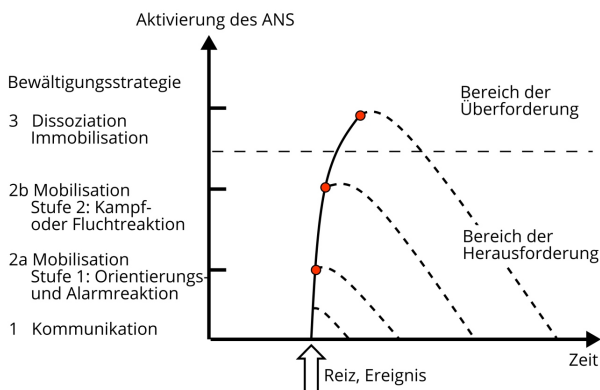 Aktivierung des ANS
Bewältigungsstrategie
3 Dissoziation
Immobilisation
2b Mobilisation
Stufe 2: Kampf-
oder Fluchtreaktion
2a Mobilisation
Stufe 1: Orientierungs-
und Alarmreaktion
1 Kommunikation
Bereich der
Überforderung
Bereich der
Herausforderung
Zeit
Reiz, Ereignis